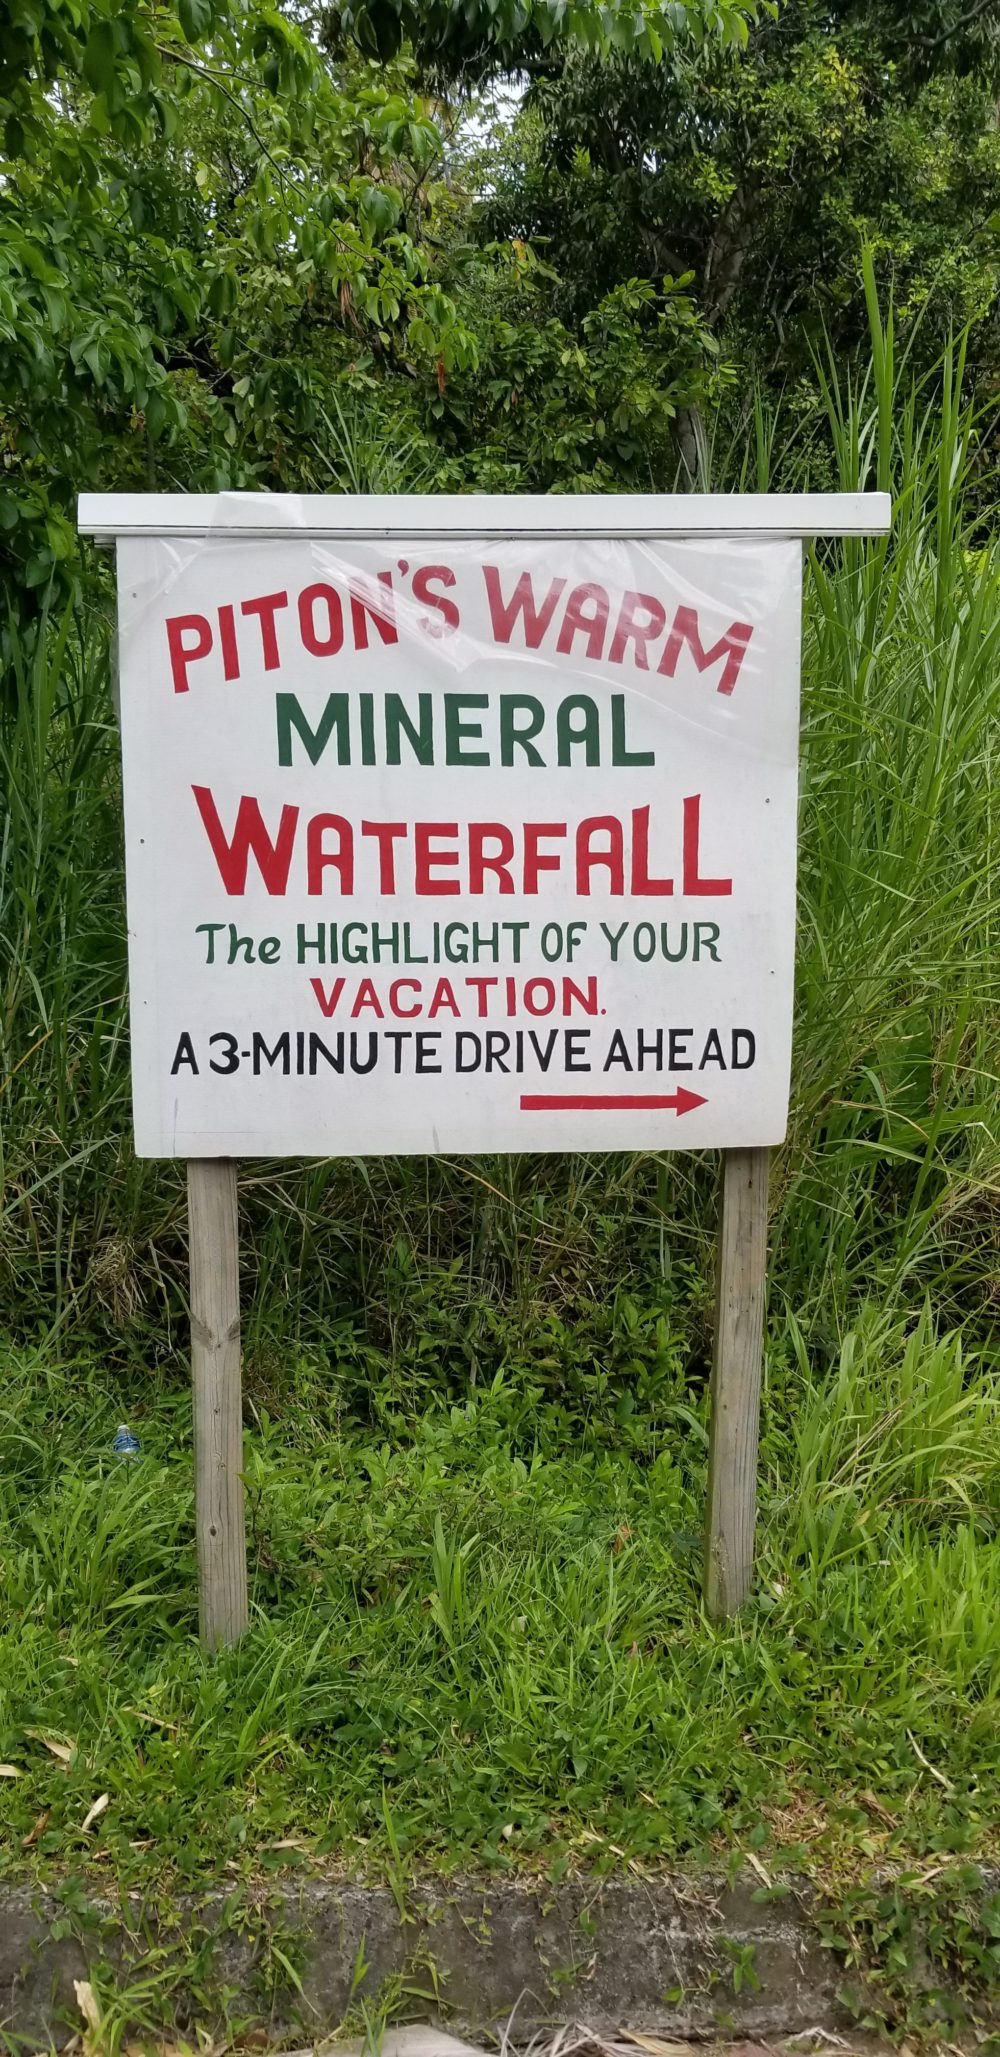 PITON'S WARM
MINERAL
WATERFALL
The HIGHLIGHT OF YOUR
VACATION.
A 3-MINUTE DRIVE AHEAD